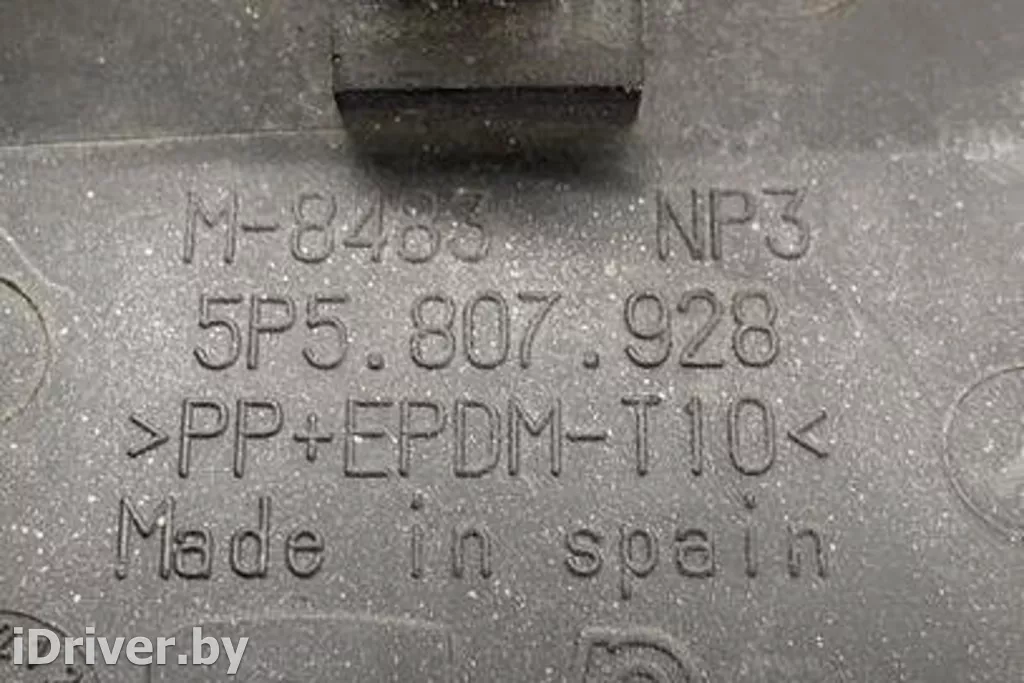 M-8483 NP3
5P5.807.928
>PP+EPDM-T10<
Made in spain
iDriver.by